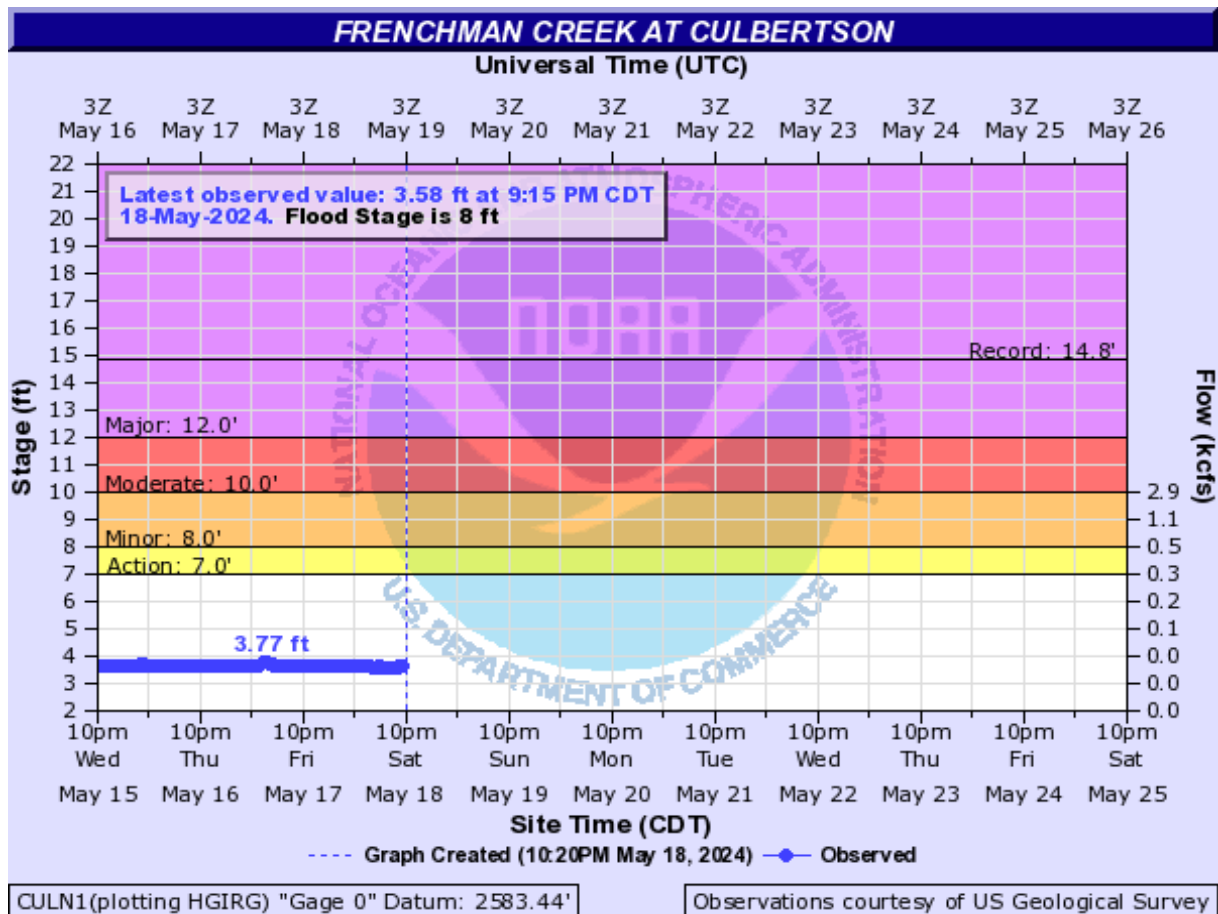 FRENCHMAN CREEK AT CULBERTSON
Universal Time (UTC)
3Z 3Z 3Z 3Z 3Z 3Z 3Z 3Z 3Z 3Z 3Z
May 16 May 17 May 18 May 19 May 20 May 21 May 22 May 23 May 24 May 25 May 26
Latest observed value: 3.58 ft at 9:15 PM CDT
18-May-2024. Flood Stage is 8 ft
NATIONAL OCEANIC AND ATMOSPHERIC ADMINISTRATION
NOAA
U.S. DEPARTMENT OF COMMERCE
Stage (ft)
22
21
20
19
18
17
16
15
14
13
12
11
10
9
8
7
6
5
4
3
2
Record: 14.8'
Major: 12.0'
Moderate: 10.0'
Minor: 8.0'
Action: 7.0'
3.77 ft
Flow (kcfs)
2.9
1.1
0.5
0.3
0.2
0.1
0.0
0.0
0.0
10pm 10pm 10pm 10pm 10pm 10pm 10pm 10pm 10pm 10pm 10pm
Wed Thu Fri Sat Sun Mon Tue Wed Thu Fri Sat
May 15 May 16 May 17 May 18 May 19 May 20 May 21 May 22 May 23 May 24 May 25
Site Time (CDT)
Graph Created (10:20PM May 18, 2024) Observed
CULN1(plotting HGIRG) "Gage 0" Datum: 2583.44'
Observations courtesy of US Geological Survey